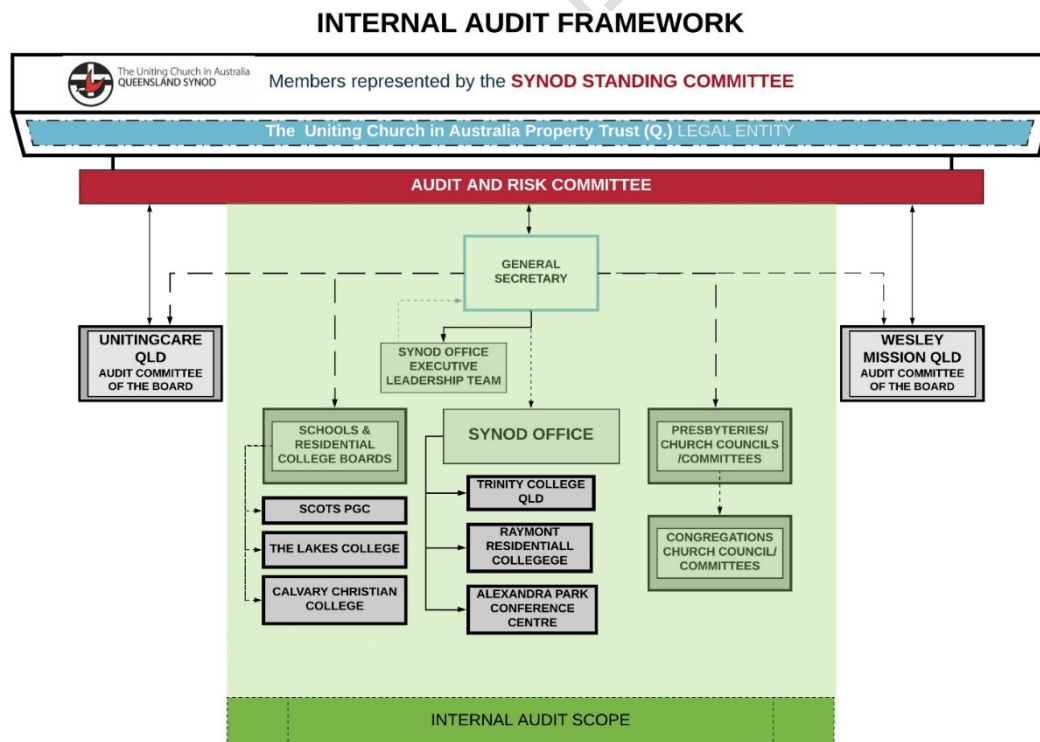 INTERNAL AUDIT FRAMEWORK
The Uniting Church in Australia
QUEENSLAND SYNOD
Members represented by the SYNOD STANDING COMMITTEE
The Uniting Church in Australia Property Trust (Q.) LEGAL ENTITY
AUDIT AND RISK COMMITTEE
GENERAL
SECRETARY
UNITINGCARE
QLD
AUDIT COMMITTEE
OF THE BOARD
SYNOD OFFICE
EXECUTIVE
LEADERSHIP TEAM
WESLEY
MISSION QLD
AUDIT COMMITTEE
OF THE BOARD
SCHOOLS &
RESIDENTIAL
COLLEGE BOARDS
SCOTS PGC
THE LAKES COLLEGE
CALVARY CHRISTIAN
COLLEGE
SYNOD OFFICE
TRINITY COLLEGE
QLD
RAYMONT
RESIDENTIALL
COLLEGEGE
ALEXANDRA PARK
CONFERENCE
CENTRE
PRESBYTERIES/
CHURCH COUNCILS
/COMMITTEES
CONGREGATIONS
CHURCH COUNCIL/
COMMITTEES
INTERNAL AUDIT SCOPE